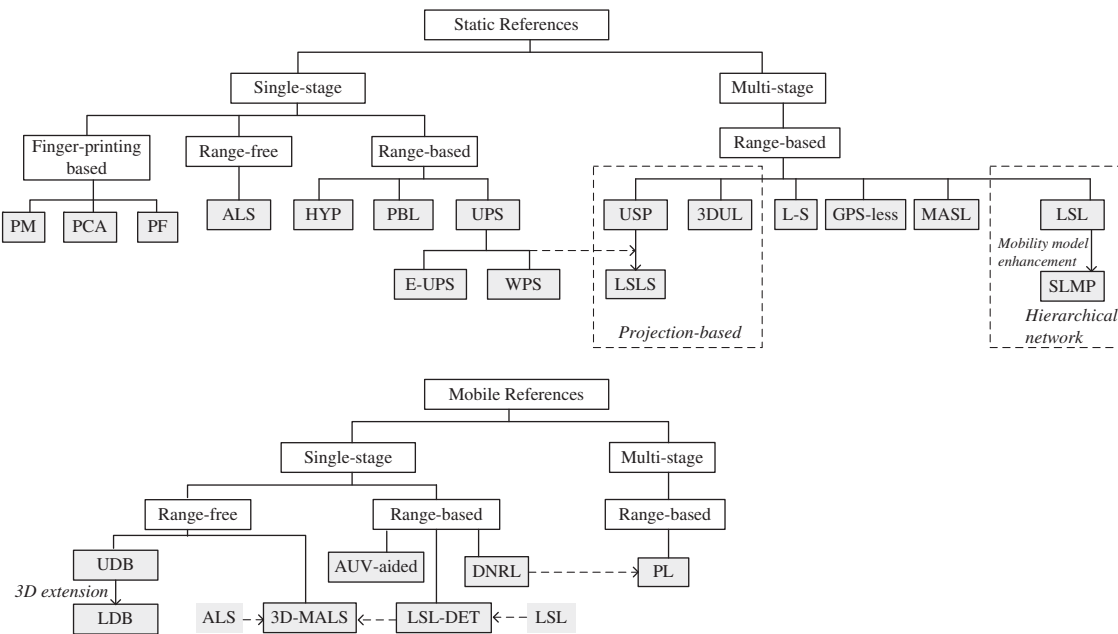 Static References
Single-stage
Multi-stage
Finger-printing
based
Range-free
Range-based
Range-based
PM
PCA
PF
ALS
HYP
PBL
UPS
USP
3DUL
L-S
GPS-less
MASL
LSL
Mobility model
enhancement
E-UPS
WPS
LSLS
SLMP
Projection-based
Hierarchical
network
Mobile References
Single-stage
Multi-stage
Range-free
Range-based
Range-based
UDB
AUV-aided
DNRL
PL
3D extension
LDB
ALS
3D-MALS
LSL-DET
LSL